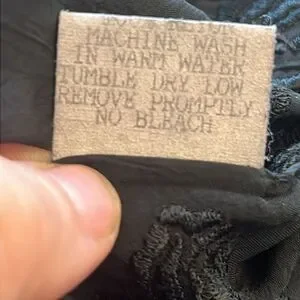 MACHINE WASH
IN WARM WATER
TUMBLE DRY LOW
REMOVE PROMPTLY
NO BLEACH